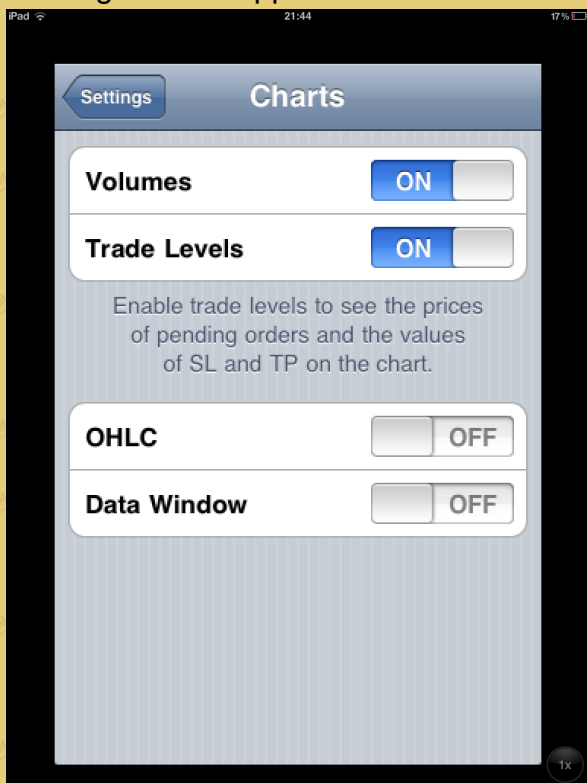 iPad 21:44 17%
Settings Charts
Volumes ON
Trade Levels ON
Enable trade levels to see the prices
of pending orders and the values
of SL and TP on the chart.
OHLC OFF
Data Window OFF
1x